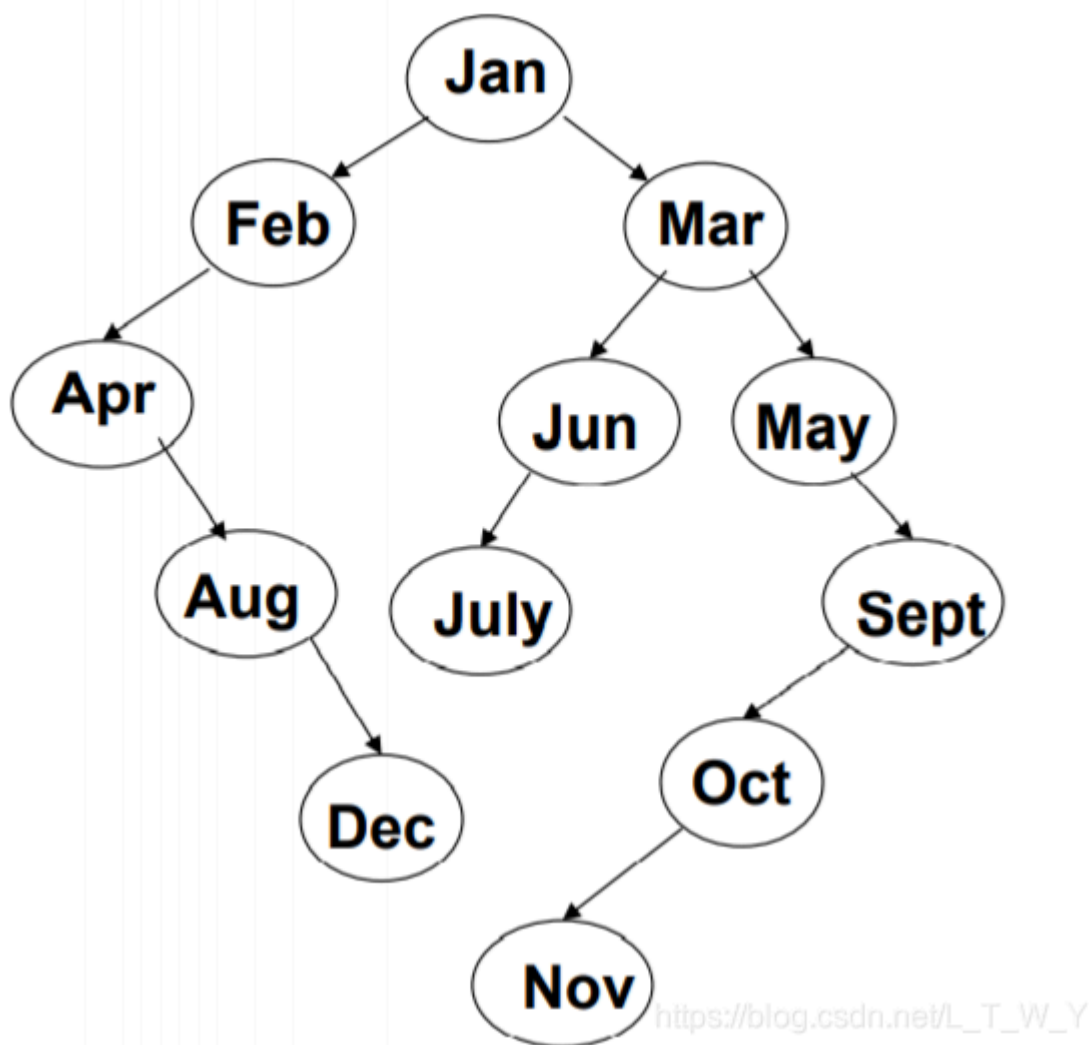 Jan
Feb
Mar
Apr
Jun
May
Aug
July
Sept
Oct
Dec
Nov
https://blog.csdn.net/L_T_W_Y